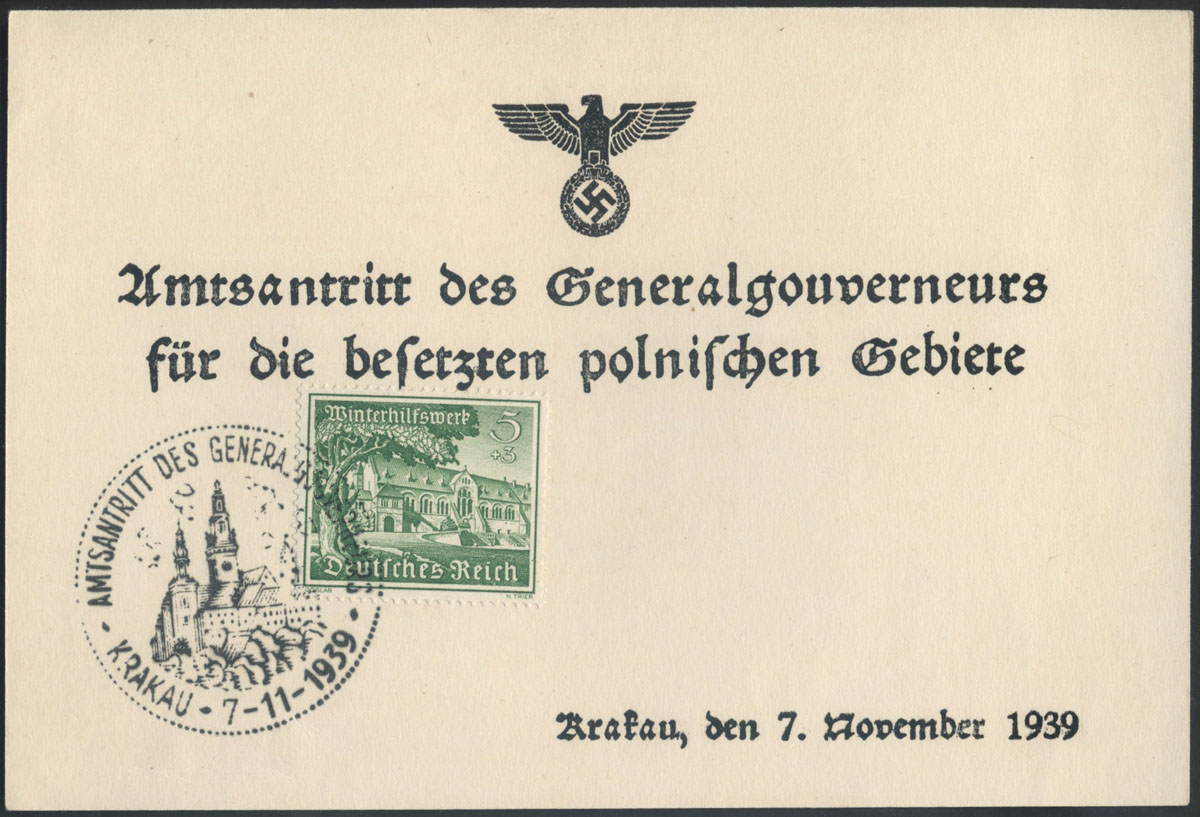 Amtsantritt des Generalgouverneurs
für die besetzten polnischen Gebiete
Winterhilfswerk 5
+3
Deutsches Reich
H. TRIER
AMTSANTRITT DES
KRAKAU • 7-11-1939 •
Krakau, den 7. November 1939